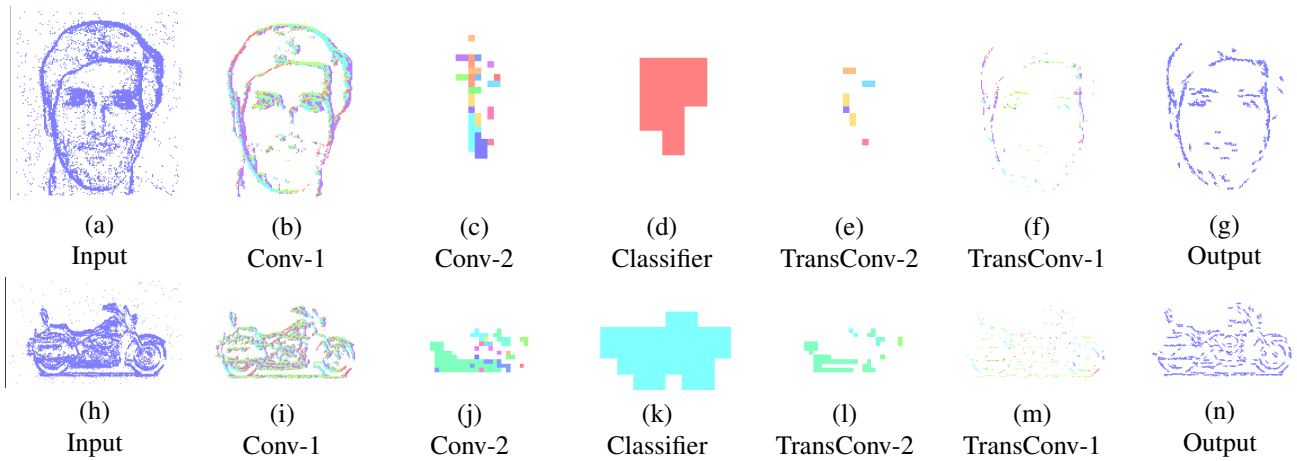 (a) (b) (c) (d) (e) (f) (g)
Input Conv-1 Conv-2 Classifier TransConv-2 TransConv-1 Output
(h) (i) (j) (k) (l) (m) (n)
Input Conv-1 Conv-2 Classifier TransConv-2 TransConv-1 Output